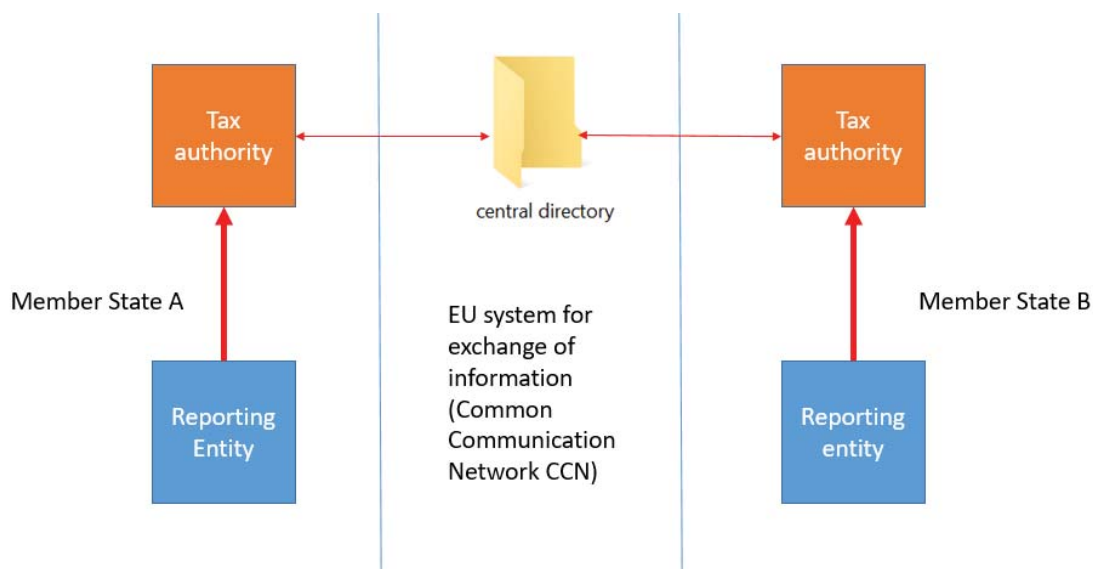 Tax
authority
central directory
Tax
authority
Member State A
EU system for
exchange of
information
(Common
Communication
Network CCN)
Member State B
Reporting
Entity
Reporting
entity